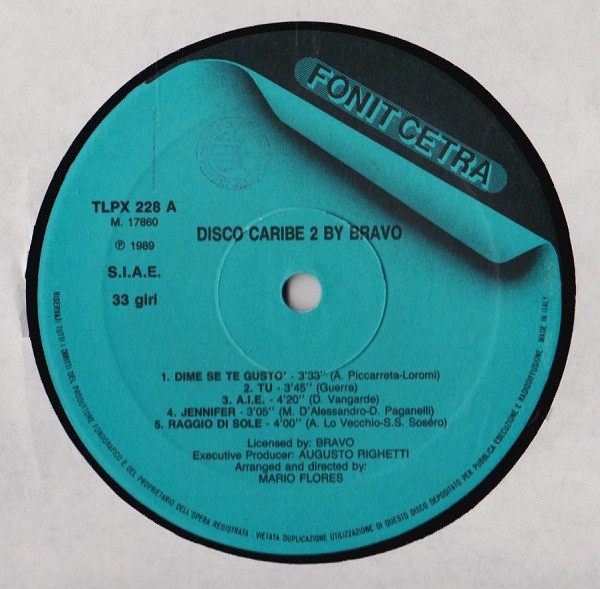 FONIT CETRA
TLPX 228 A
M. 17860
℗ 1989
S.I.A.E.
33 giri
DISCO CARIBE 2 BY BRAVO
1. DIME SE TE GUSTO' - 3'33" (A. Piccarreta-Loromi)
2. TU - 3'45" (Guerra)
3. A.I.E. - 4'20" (D. Vangarde)
4. JENNIFER - 3'05" (M. D'Alessandro-D. Paganelli)
5. RAGGIO DI SOLE - 4'00" (A. Lo Vecchio-S.S. Soséro)
Licensed by: BRAVO
Executive Producer: AUGUSTO RIGHETTI
Arranged and directed by:
MARIO FLORES
RISERVATI TUTTI I DIRITTI DEL PRODUTTORE FONOGRAFICO E DEL PROPRIETARIO DELL'OPERA REGISTRATA - VIETATA DUPLICAZIONE UTILIZZAZIONE DI QUESTO DISCO DEPOSITATO PER PUBBLICA ESECUZIONE E RADIODIFFUSIONE - MADE IN ITALY